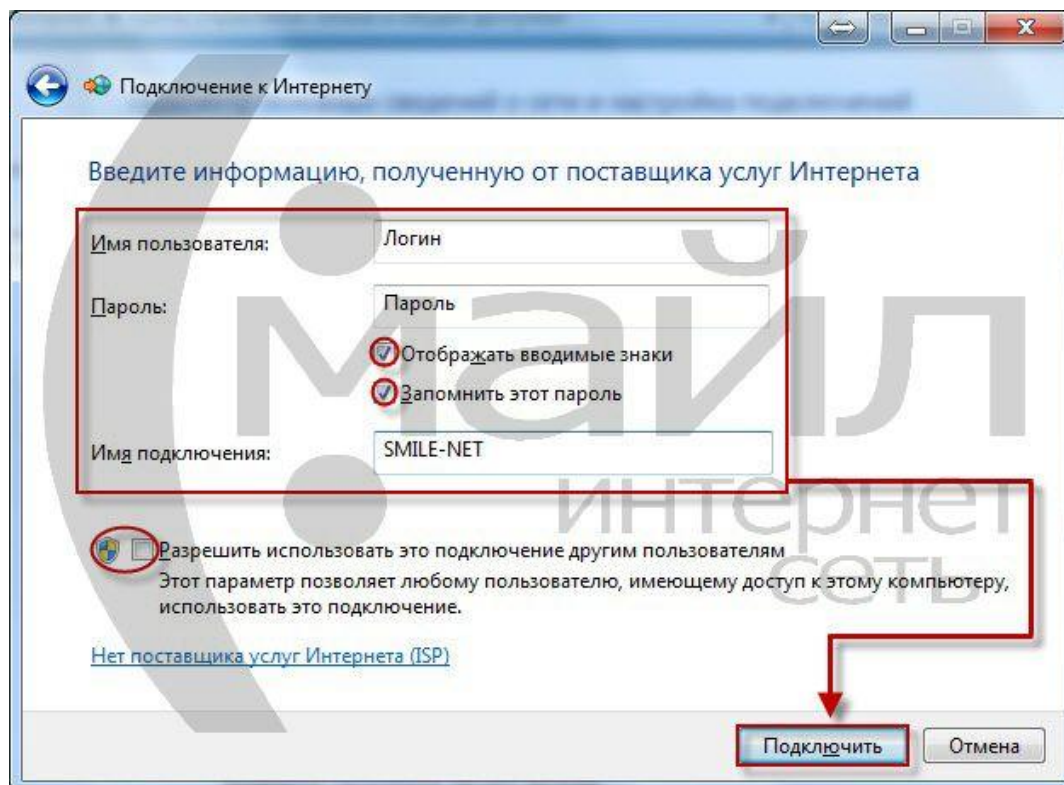 Подключение к Интернету
Введите информацию, полученную от поставщика услуг Интернета
Имя пользователя:
Логин
Пароль:
Пароль
Отображать вводимые знаки
Запомнить этот пароль
Имя подключения:
SMILE-NET
Разрешить использовать это подключение другим пользователям
Этот параметр позволяет любому пользователю, имеющему доступ к этому компьютеру,
использовать это подключение.
Нет поставщика услуг Интернета (ISP)
Подключить
Отмена
майл
интернет
сеть